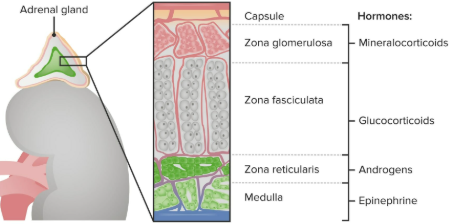 Adrenal gland
Capsule
Hormones:
Zona glomerulosa
Mineralocorticoids
Zona fasciculata
Glucocorticoids
Zona reticularis
Androgens
Medulla
Epinephrine